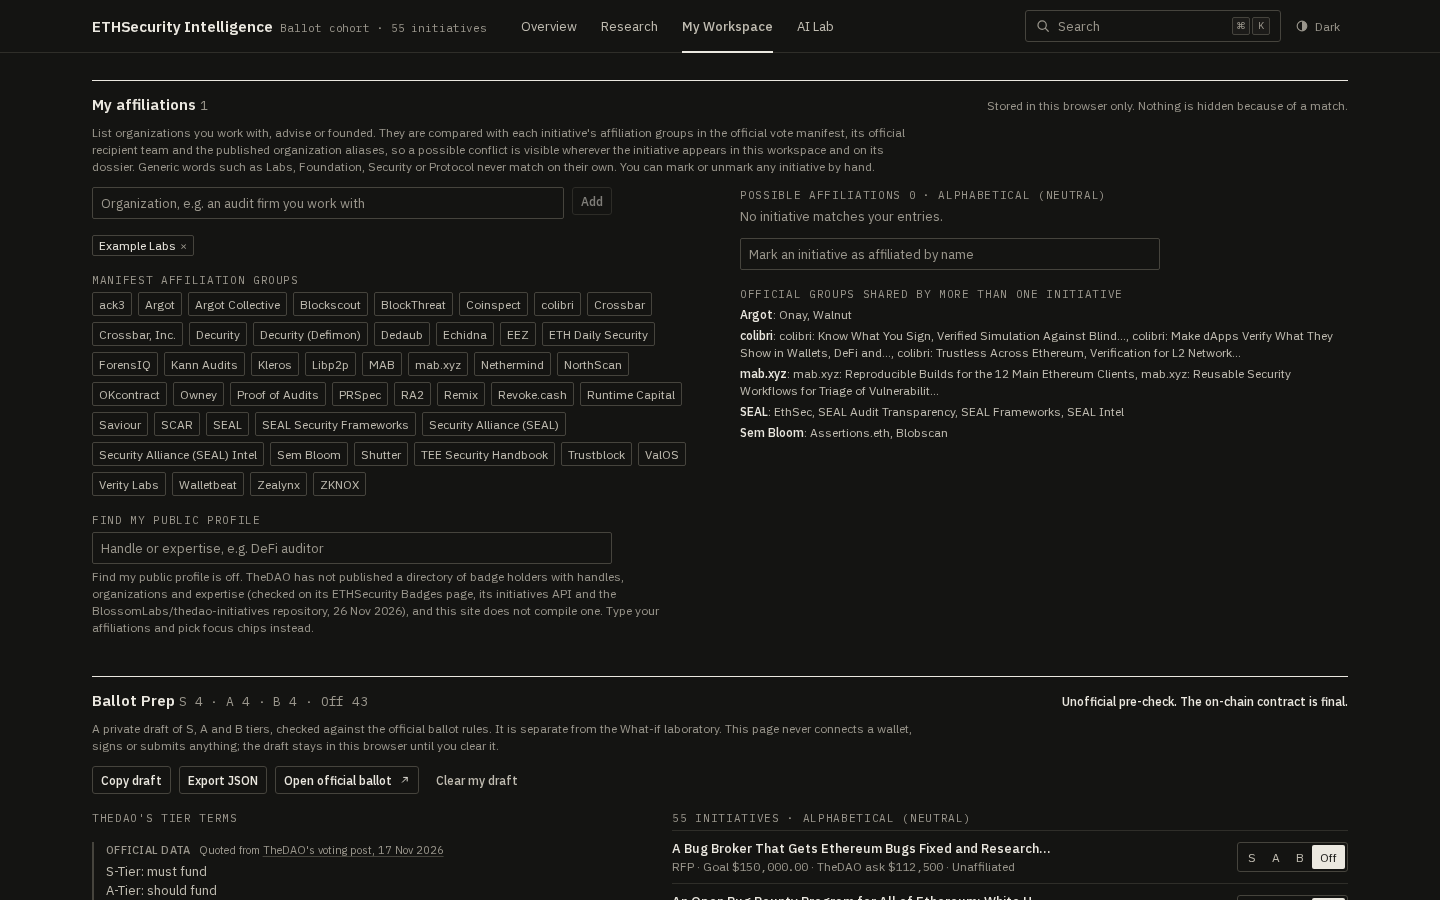 ETHSecurity Intelligence Ballot cohort · 55 initiatives Overview Research My Workspace AI Lab Search ⌘ K Dark
My affiliations 1 Stored in this browser only. Nothing is hidden because of a match.
List organizations you work with, advise or founded. They are compared with each initiative's affiliation groups in the official vote manifest, its official
recipient team and the published organization aliases, so a possible conflict is visible wherever the initiative appears in this workspace and on its
dossier. Generic words such as Labs, Foundation, Security or Protocol never match on their own. You can mark or unmark any initiative by hand.
Organization, e.g. an audit firm you work with Add
Example Labs ×
MANIFEST AFFILIATION GROUPS
ack3 Argot Argot Collective Blockscout BlockThreat Coinspect colibri Crossbar
Crossbar, Inc. Decurity Decurity (Defimon) Dedaub Echidna EEZ ETH Daily Security
ForensIQ Kann Audits Kleros Libp2p MAB mab.xyz Nethermind NorthScan
OKcontract Owney Proof of Audits PRSpec RA2 Remix Revoke.cash Runtime Capital
Saviour SCAR SEAL SEAL Security Frameworks Security Alliance (SEAL)
Security Alliance (SEAL) Intel Sem Bloom Shutter TEE Security Handbook Trustblock ValOS
Verity Labs Walletbeat Zealynx ZKNOX
FIND MY PUBLIC PROFILE
Handle or expertise, e.g. DeFi auditor
Find my public profile is off. TheDAO has not published a directory of badge holders with handles,
organizations and expertise (checked on its ETHSecurity Badges page, its initiatives API and the
BlossomLabs/thedao-initiatives repository, 26 Nov 2026), and this site does not compile one. Type your
affiliations and pick focus chips instead.
POSSIBLE AFFILIATIONS 0 · ALPHABETICAL (NEUTRAL)
No initiative matches your entries.
Mark an initiative as affiliated by name
OFFICIAL GROUPS SHARED BY MORE THAN ONE INITIATIVE
Argot: Onay, Walnut
colibri: colibri: Know What You Sign, Verified Simulation Against Blind…, colibri: Make dApps Verify What They
Show in Wallets, DeFi and…, colibri: Trustless Across Ethereum, Verification for L2 Network…
mab.xyz: mab.xyz: Reproducible Builds for the 12 Main Ethereum Clients, mab.xyz: Reusable Security
Workflows for Triage of Vulnerabilit…
SEAL: EthSec, SEAL Audit Transparency, SEAL Frameworks, SEAL Intel
Sem Bloom: Assertions.eth, Blobscan
Ballot Prep S 4 · A 4 · B 4 · Off 43 Unofficial pre-check. The on-chain contract is final.
A private draft of S, A and B tiers, checked against the official ballot rules. It is separate from the What-if laboratory. This page never connects a wallet,
signs or submits anything; the draft stays in this browser until you clear it.
Copy draft Export JSON Open official ballot ↗ Clear my draft
THEDAO'S TIER TERMS
OFFICIAL DATA Quoted from TheDAO's voting post, 17 Nov 2026
S-Tier: must fund
A-Tier: should fund
55 INITIATIVES · ALPHABETICAL (NEUTRAL)
A Bug Broker That Gets Ethereum Bugs Fixed and Research… S A B Off
RFP · Goal $150,000.00 · TheDAO ask $112,500 · Unaffiliated
An Open Bug Bounty Program for All of Ethereum: White H…